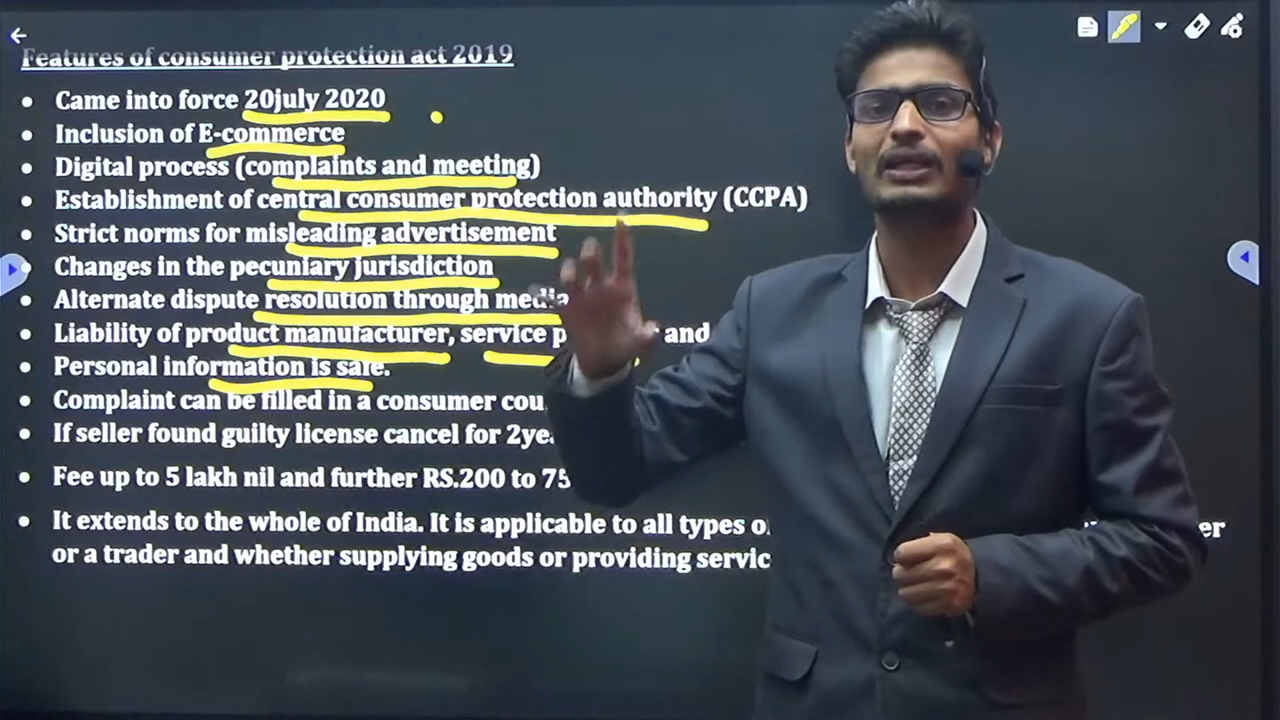 Features of consumer protection act 2019
• Came into force 20july 2020
• Inclusion of E-commerce
• Digital process (complaints and meeting)
• Establishment of central consumer protection authority (CCPA)
• Strict norms for misleading advertisement
• Changes in the pecuniary jurisdiction
• Alternate dispute resolution through
• Liability of product manufacturer, service and
• Personal information is safe.
• Complaint can be filled in a consumer
• If seller found guilty license cancel for
• Fee up to 5 lakh nil and further RS.200 to
• It extends to the whole of India. It is applicable to all types
or a trader and whether supplying goods or providing